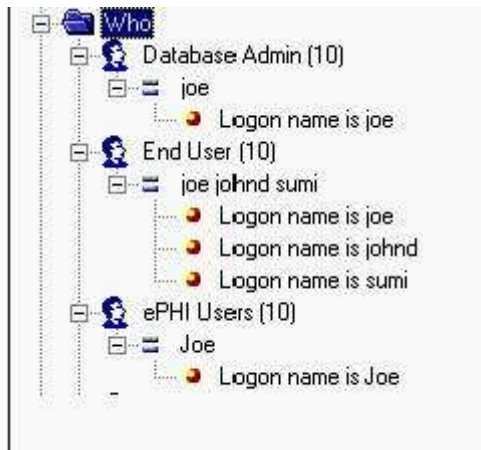 Who
Database Admin (10)
joe
Logon name is joe
End User (10)
joe johnd sumi
Logon name is joe
Logon name is johnd
Logon name is sumi
ePHI Users (10)
Joe
Logon name is Joe